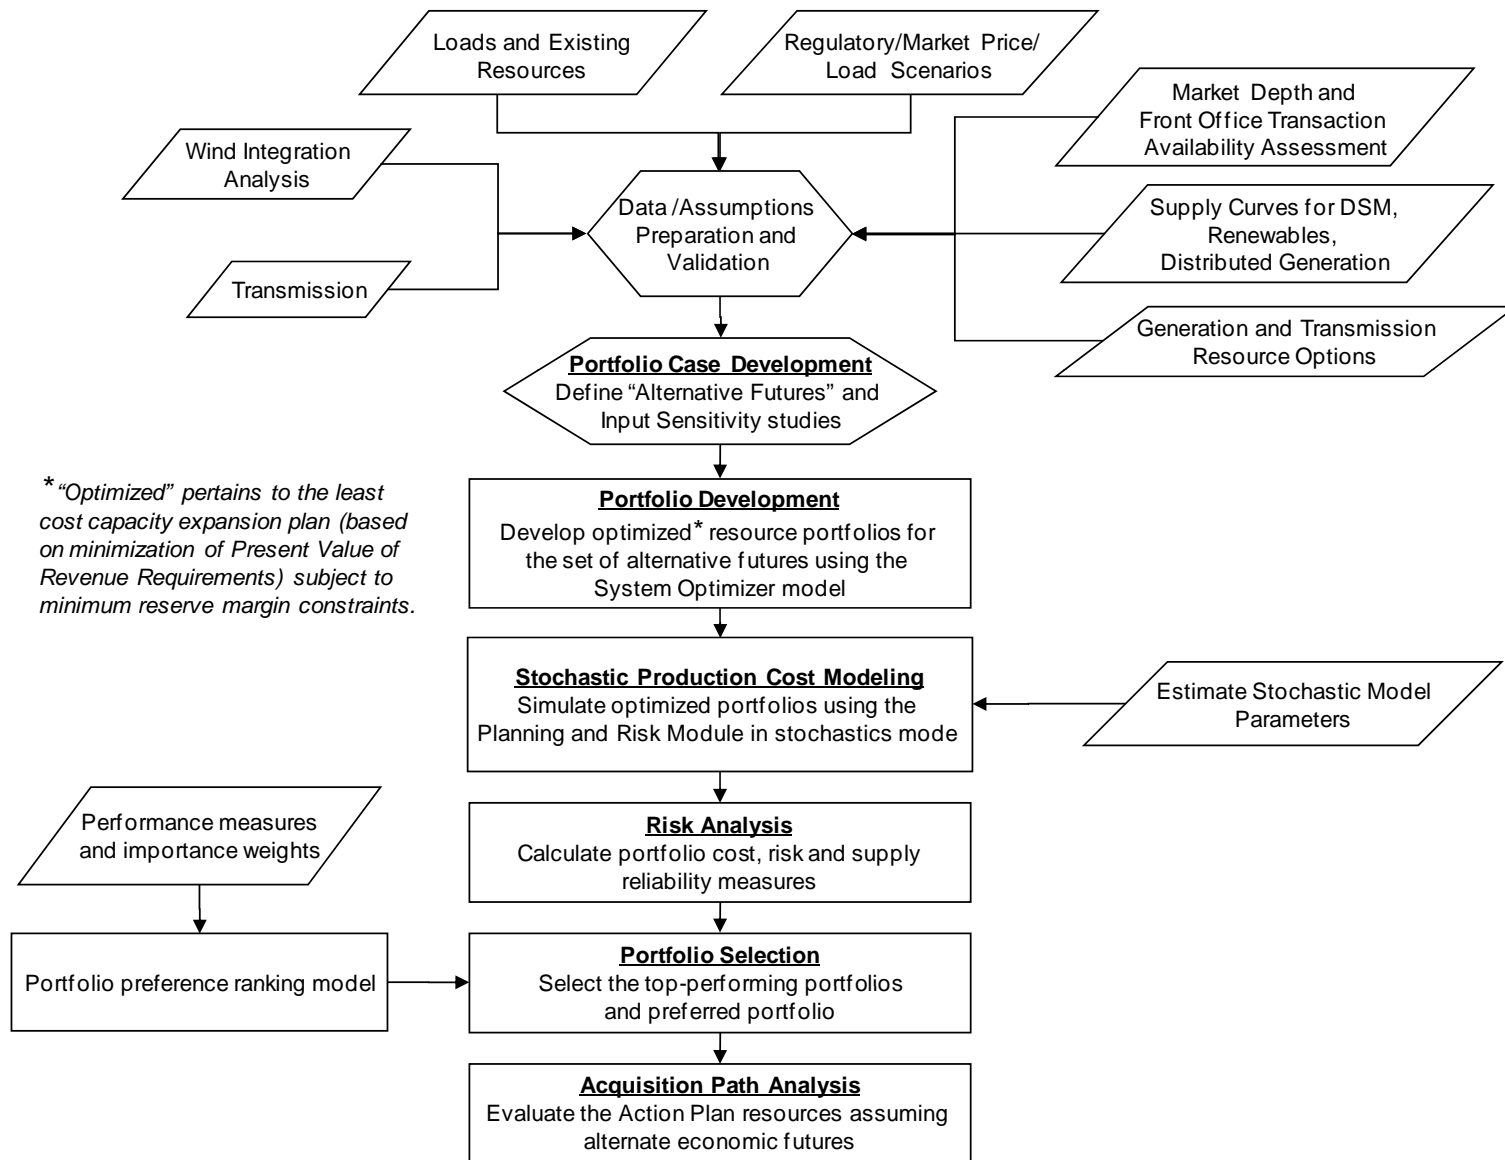 Loads and Existing
Resources
Regulatory/Market Price/
Load Scenarios
Market Depth and
Front Office Transaction
Availability Assessment
Wind Integration
Analysis
Data /Assumptions
Preparation and
Validation
Supply Curves for DSM,
Renewables,
Distributed Generation
Transmission
Generation and Transmission
Resource Options
Portfolio Case Development
Define “Alternative Futures” and
Input Sensitivity studies
*“Optimized” pertains to the least
cost capacity expansion plan (based
on minimization of Present Value of
Revenue Requirements) subject to
minimum reserve margin constraints.
Portfolio Development
Develop optimized* resource portfolios for
the set of alternative futures using the
System Optimizer model
Stochastic Production Cost Modeling
Simulate optimized portfolios using the
Planning and Risk Module in stochastics mode
Estimate Stochastic Model
Parameters
Performance measures
and importance weights
Risk Analysis
Calculate portfolio cost, risk and supply
reliability measures
Portfolio preference ranking model
Portfolio Selection
Select the top-performing portfolios
and preferred portfolio
Acquisition Path Analysis
Evaluate the Action Plan resources assuming
alternate economic futures